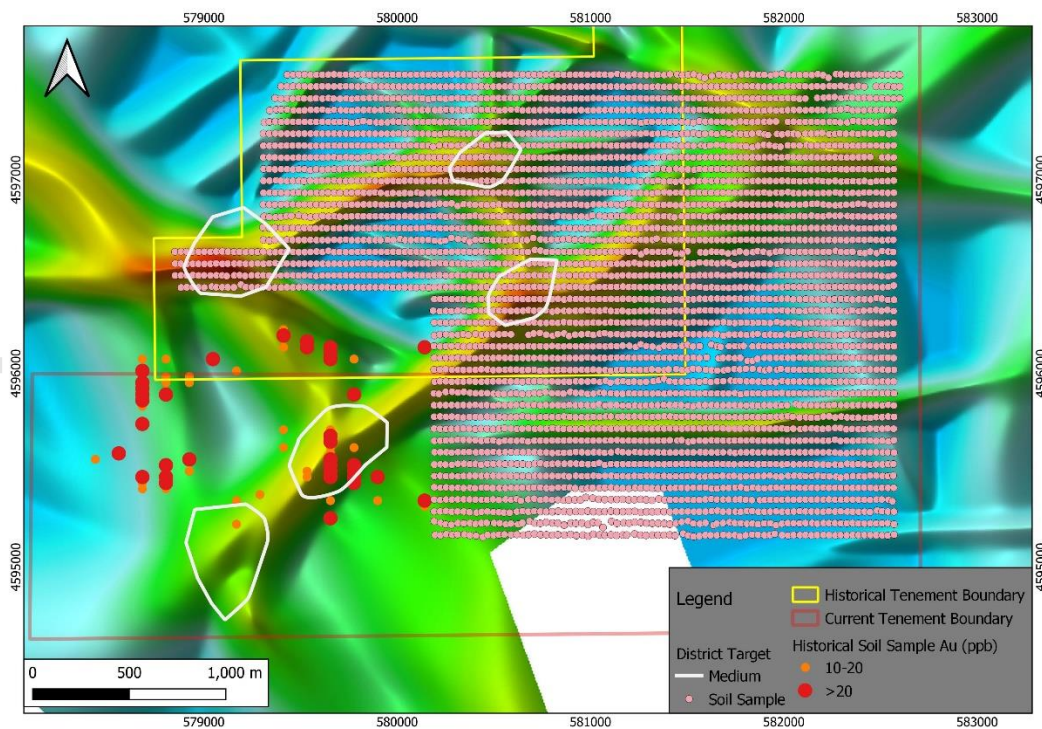 579000 580000 581000 582000 583000
4597000 4597000
4596000 4596000
4595000 4595000
Legend
District Target
Medium
Soil Sample
Historical Tenement Boundary
Current Tenement Boundary
Historical Soil Sample Au (ppb)
10-20
>20
0 500 1,000 m
579000 580000 581000 582000 583000